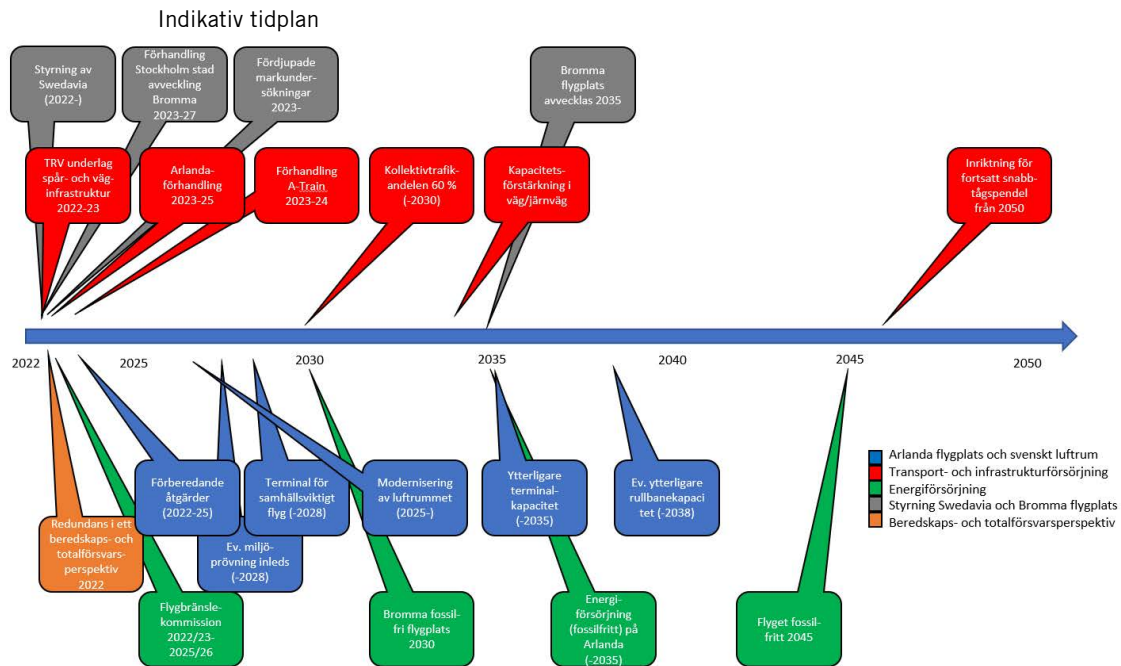 Indikativ tidplan
Styrning av
Swedavia
(2022-)
Förhandling
Stockholm stad
avveckling
Bromma
2023-27
Fördjupade
markunder-
sökningar
2023-
Bromma
flygplats
avvecklas 2035
TRV underlag
spår- och väg-
infrastruktur
2022-23
Arlanda-
förhandling
2023-25
Förhandling
A-Train
2023-24
Kollektivtrafik-
andelen 60 %
(-2030)
Kapacitets-
förstärkning i
väg/järnväg
Inriktning för
fortsatt snabb-
tågspendel
från 2050
2022
2025
2030
2035
2040
2045
2050
Förberedande
åtgärder
(2022-25)
Terminal för
samhällsviktigt
flyg (-2028)
Modernisering
av luftrummet
(2025-)
Ytterligare
terminal-
kapacitet
(-2035)
Ev. ytterligare
rullbanekapaci
tet (-2038)
Arlanda flygplats och svenskt luftrum
Transport- och infrastrukturförsörjning
Energiförsörjning
Styrning Swedavia och Bromma flygplats
Beredskaps- och totalförsvarsperspektiv
Redundans i ett
beredskaps- och
totalförsvars-
perspektiv
2022
Ev. miljö-
prövning inleds
(-2028)
Flygbränsle-
kommission
2022/23-
2025/26
Bromma fossil-
fri flygplats
2030
Energi-
försörjning
(fossilfritt) på
Arlanda
(-2035)
Flyget fossil-
fritt 2045